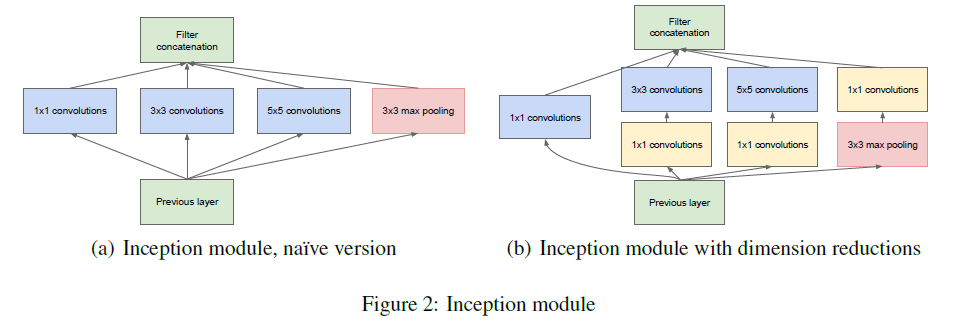 Filter
concatenation
1x1 convolutions
3x3 convolutions
5x5 convolutions
3x3 max pooling
Previous layer
(a) Inception module, naïve version
Filter
concatenation
3x3 convolutions
5x5 convolutions
1x1 convolutions
1x1 convolutions
1x1 convolutions
1x1 convolutions
3x3 max pooling
Previous layer
(b) Inception module with dimension reductions
Figure 2: Inception module